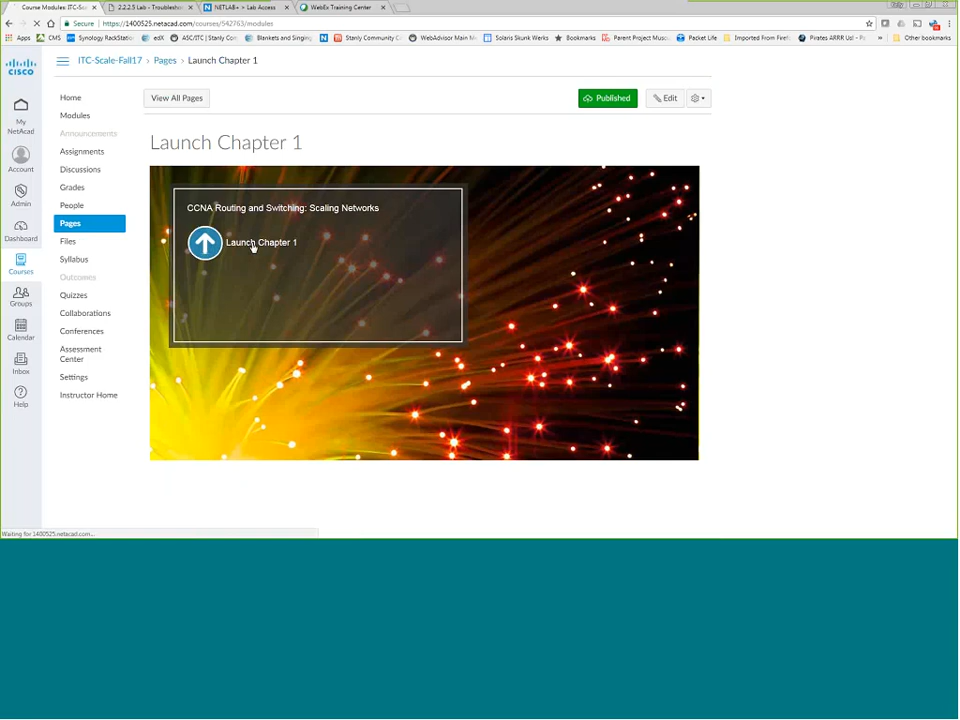 Course Modules: ITC-Sc
2.2.2.5 Lab - Troublesho
NETLAB+ + Lab Access
WebEx Training Center
Secure
https://1400525.netacad.com/courses/542763/modules
Apps
CMS
Synology RackStati
edX
ASC/ITC | Stanly Con
Blankets and Singing
Stanly Community C
WebAdvisor Main M
Solaris Skunk Werks
Bookmarks
Parent Project Musc
Packet Life
Imported From Firef
Pirates ARRR Us! - P
»
Other bookmarks
CISCO
ITC-Scale-Fall17 › Pages › Launch Chapter 1
My
NetAcad
Account
Admin
Dashboard
Courses
Groups
Calendar
Inbox
Help
Home
Modules
Announcements
Assignments
Discussions
Grades
People
Pages
Files
Syllabus
Outcomes
Quizzes
Collaborations
Conferences
Assessment
Center
Settings
Instructor Home
View All Pages
Published
Edit
Launch Chapter 1
CCNA Routing and Switching: Scaling Networks
Launch Chapter 1
Waiting for 1400525.netacad.com...